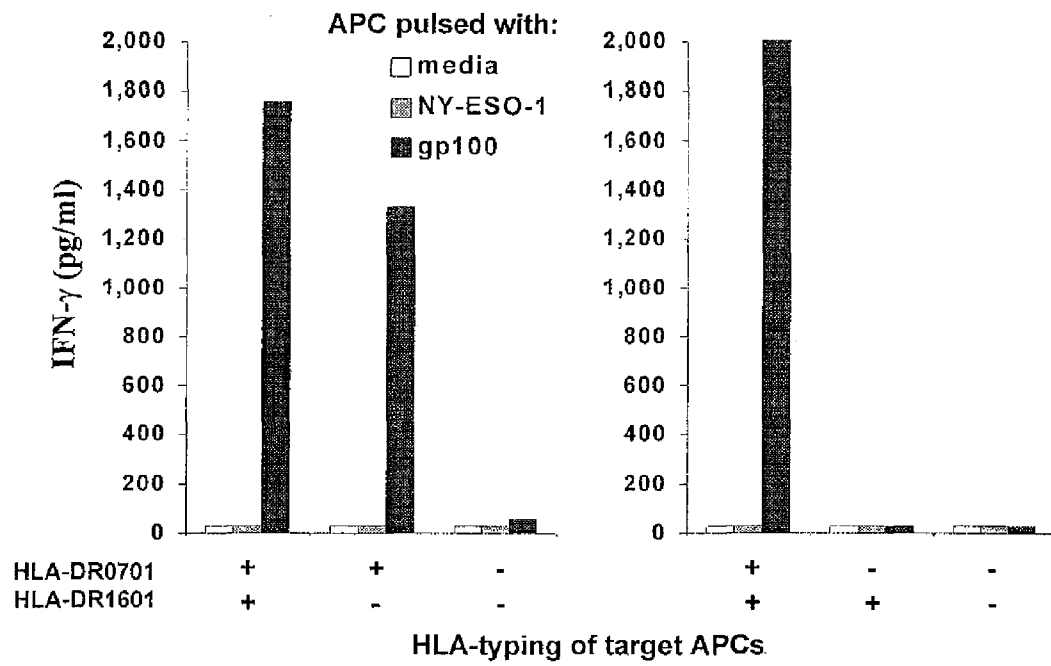 APC pulsed with:
media
NY-ESO-1
gp100
IFN-γ (pg/ml)
2,000
1,800
1,600
1,400
1,200
1,000
800
600
400
200
0
2,000
1,800
1,600
1,400
1,200
1,000
800
600
400
200
0
HLA-DR0701 + + - + - -
HLA-DR1601 + - - + + -
HLA-typing of target APCs